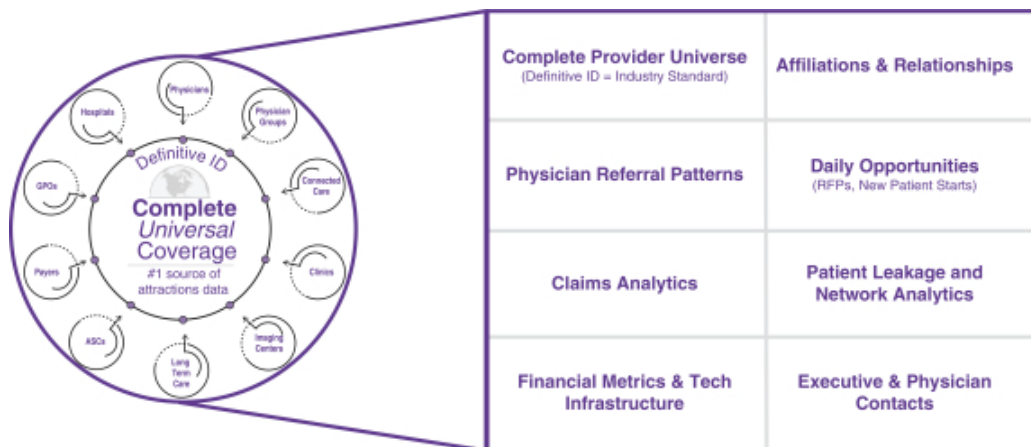 Physicians
Hospitals
Physician
Groups
Definitive ID
GPOs
Connected
Care
Complete
Universal
Coverage
#1 source of
attractions data
Payers
Clinics
ASCs
Imaging
Centers
Long
Term
Care
Complete Provider Universe
(Definitive ID = Industry Standard)
Affiliations & Relationships
Physician Referral Patterns
Daily Opportunities
(RFPs, New Patient Starts)
Claims Analytics
Patient Leakage and
Network Analytics
Financial Metrics & Tech
Infrastructure
Executive & Physician
Contacts